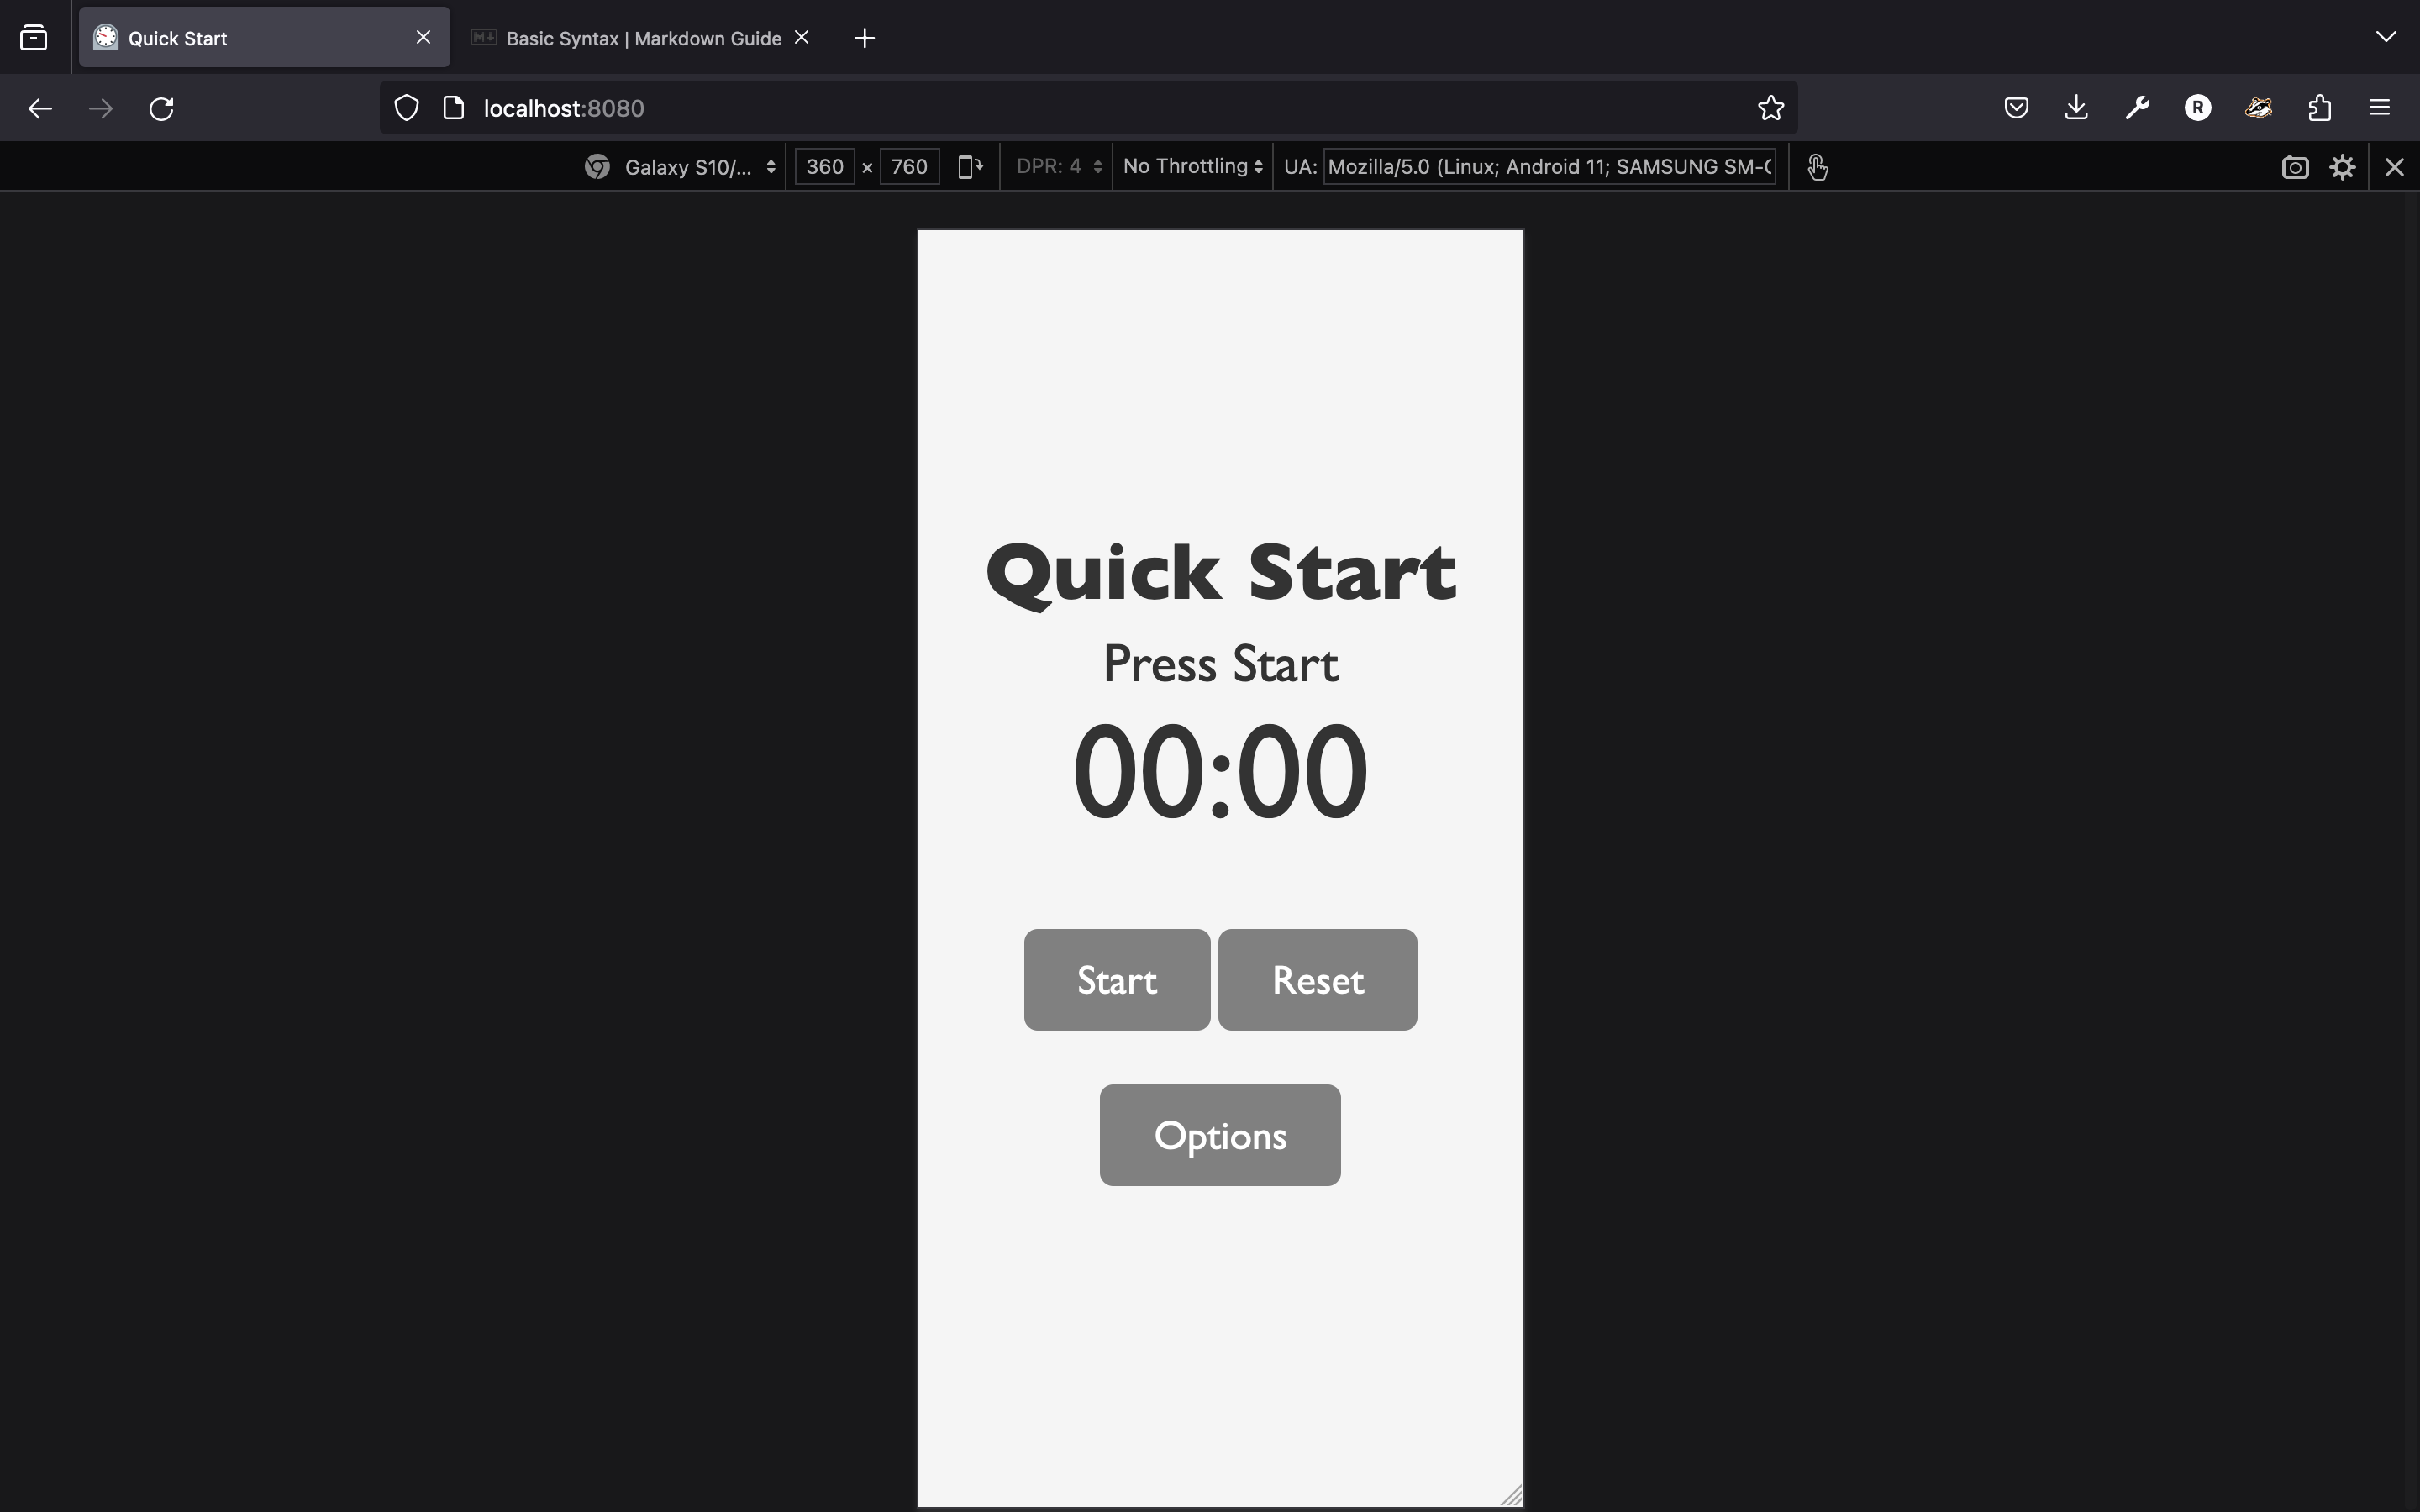 Quick Start
Basic Syntax | Markdown Guide
localhost:8080
Galaxy S10/...
360 × 760
DPR: 4
No Throttling
UA: Mozilla/5.0 (Linux; Android 11; SAMSUNG SM-
R
Quick Start
Press Start
00:00
Start
Reset
Options